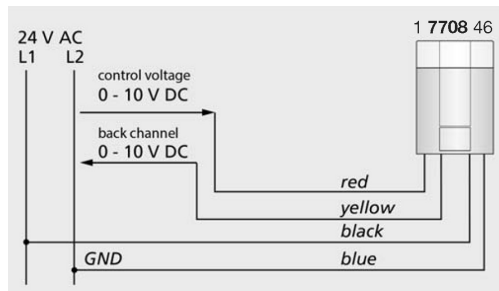 1 7708 46
24 V AC
L1 L2
control voltage
0 - 10 V DC
back channel
0 - 10 V DC
red
yellow
black
GND blue